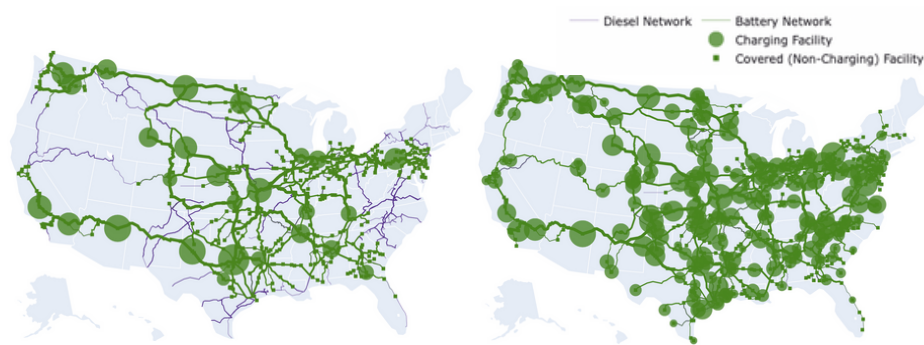 Diesel Network
Battery Network
Charging Facility
Covered (Non-Charging) Facility